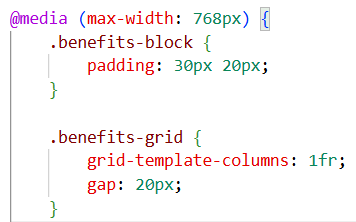 @media (max-width: 768px) {
.benefits-block {
padding: 30px 20px;
}
.benefits-grid {
grid-template-columns: 1fr;
gap: 20px;
}